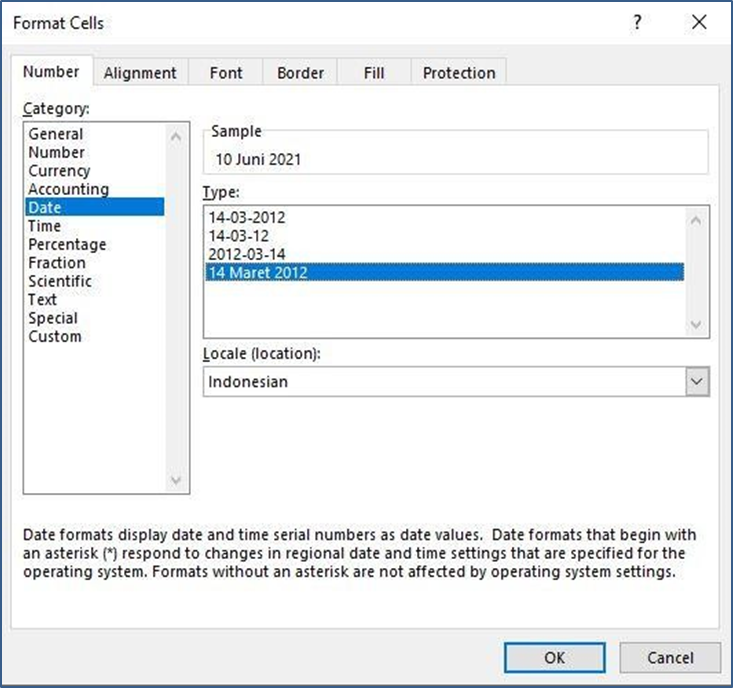 Format Cells
?
Number
Alignment
Font
Border
Fill
Protection
Category:
General
Number
Currency
Accounting
Date
Time
Percentage
Fraction
Scientific
Text
Special
Custom
Sample
10 Juni 2021
Type:
14-03-2012
14-03-12
2012-03-14
14 Maret 2012
Locale (location):
Indonesian
Date formats display date and time serial numbers as date values.  Date formats that begin with
an asterisk (*) respond to changes in regional date and time settings that are specified for the
operating system. Formats without an asterisk are not affected by operating system settings.
OK
Cancel